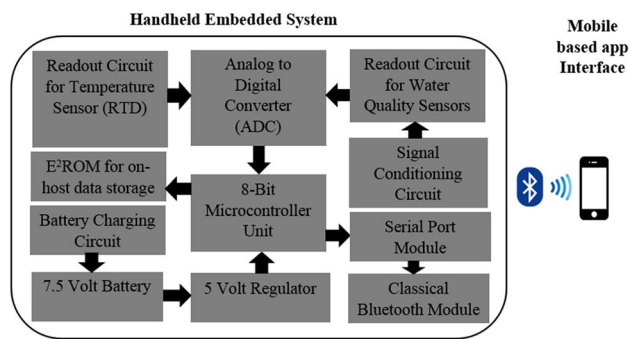 Handheld Embedded System
Mobile
based app
Interface
Readout Circuit
for Temperature
Sensor (RTD)
Analog to
Digital
Converter
(ADC)
Readout Circuit
for Water
Quality Sensors
E²ROM for on-
host data storage
8-Bit
Microcontroller
Unit
Signal
Conditioning
Circuit
Battery Charging
Circuit
Serial Port
Module
7.5 Volt Battery
5 Volt Regulator
Classical
Bluetooth Module